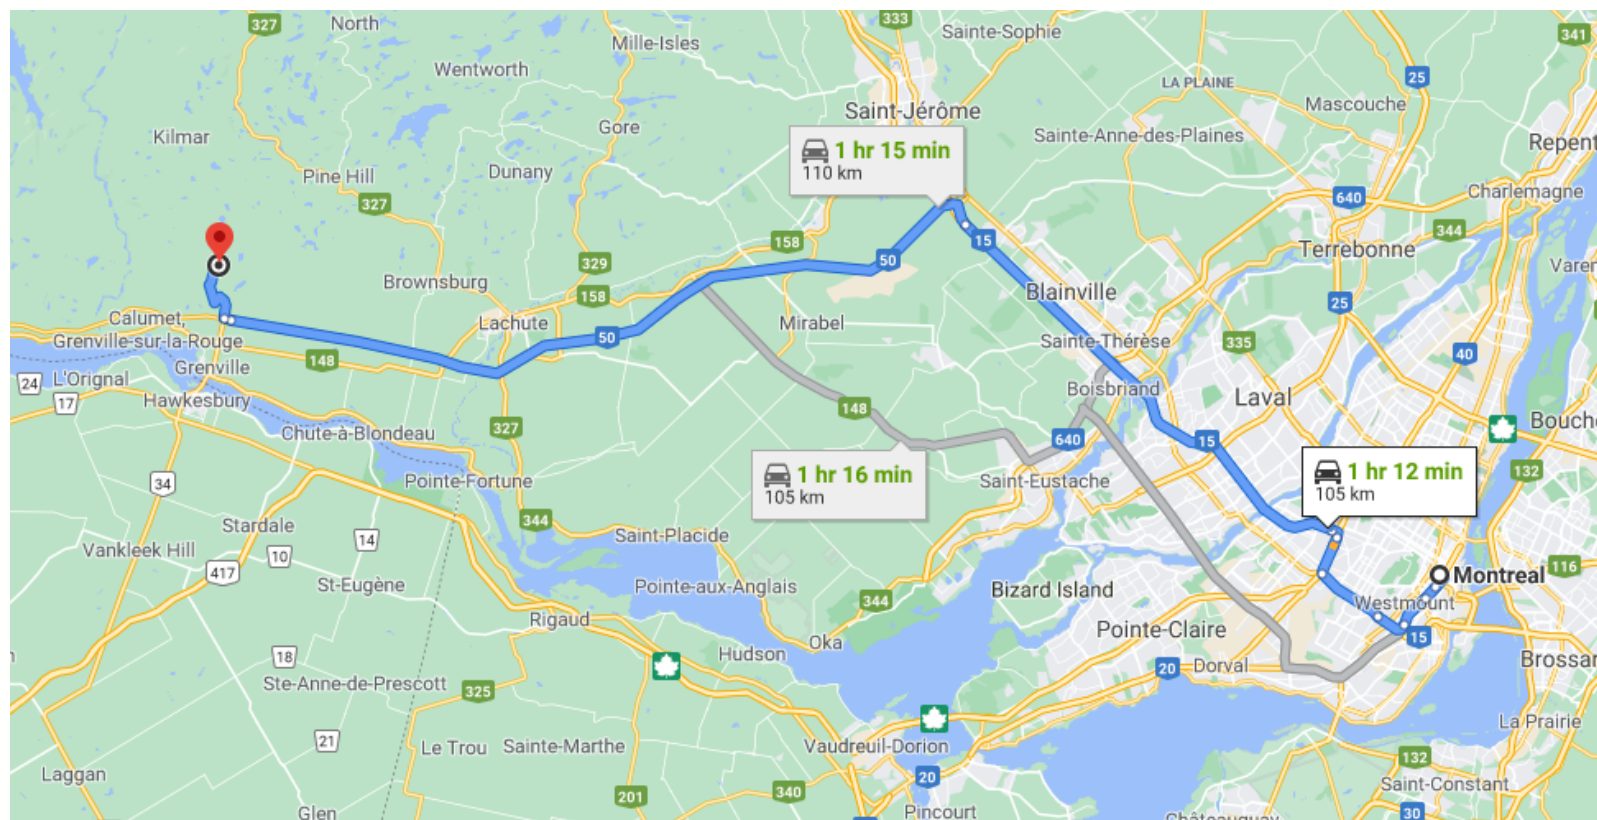 327
North
333
Sainte-Sophie
341
Mille-Isles
Wentworth
25
LA PLAINE
Mascouche
Saint-Jérôme
Gore
Sainte-Anne-des-Plaines
Repent
Kilmar
1 hr 15 min
110 km
Pine Hill
Dunany
327
640
Charlemagne
344
158
15
Terrebonne
329
50
Varer
Brownsburg
158
Blainville
25
Calumet,
Grenville-sur-la-Rouge
Lachute
50
Mirabel
Sainte-Thérèse
335
40
148
Grenville
24
L'Orignal
17
Hawkesbury
148
Boisbriand
Laval
Bouche
Chute-à-Blondeau
327
640
15
1 hr 16 min
105 km
Saint-Eustache
1 hr 12 min
105 km
132
Pointe-Fortune
34
Stardale
344
14
10
Saint-Placide
Vankleek Hill
417
St-Eugène
Pointe-aux-Anglais
344
Bizard Island
Montreal
116
Westmount
Rigaud
Oka
Pointe-Claire
15
18
Hudson
20
Dorval
Brossar
Ste-Anne-de-Prescott
325
21
Le Trou
Sainte-Marthe
Vaudreuil-Dorion
La Prairie
Laggan
20
132
Saint-Constant
201
340
Glen
Pincourt
30
Châteauguay